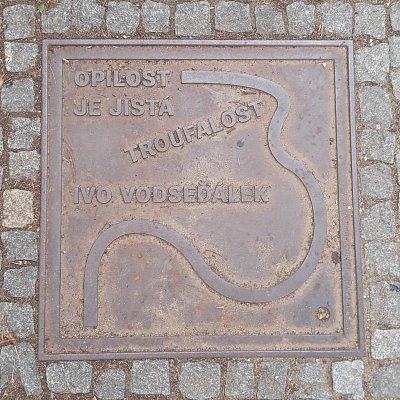 OPILOST
JE JISTÁ
TROUFALOST
IVO VODSEĎÁLEK